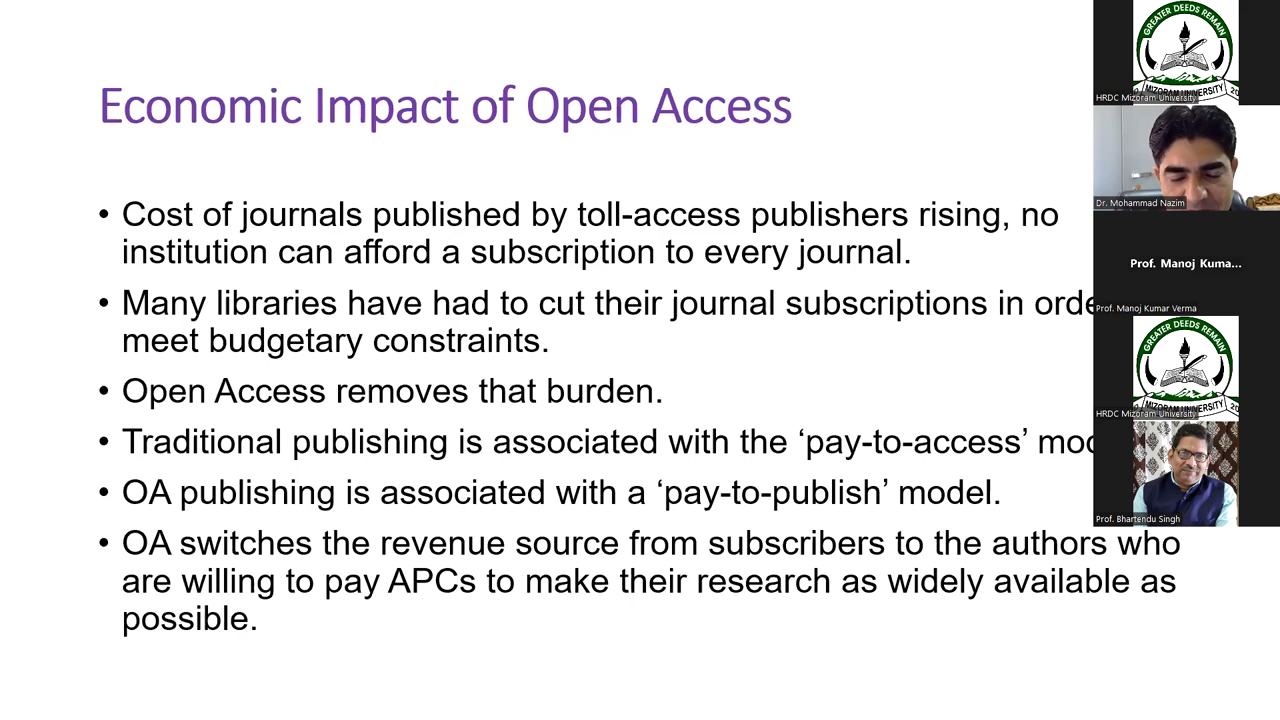 Economic Impact of Open Access
• Cost of journals published by toll-access publishers rising, no
institution can afford a subscription to every journal.
• Many libraries have had to cut their journal subscriptions in
meet budgetary constraints.
• Open Access removes that burden.
• Traditional publishing is associated with the ‘pay-to-access’
• OA publishing is associated with a ‘pay-to-publish’ model.
• OA switches the revenue source from subscribers to the authors who
are willing to pay APCs to make their research as widely available as
possible.
GREATER DEEDS REMAIN
MIZORAM UNIVERSITY
HRDC Mizoram University
Dr. Mohammad Nazim
Prof. Manoj Kuma...
Prof. Manoj Kumar Verma
GREATER DEEDS REMAIN
MIZORAM UNIVERSITY
HRDC Mizoram University
Prof. Bhartendu Singh